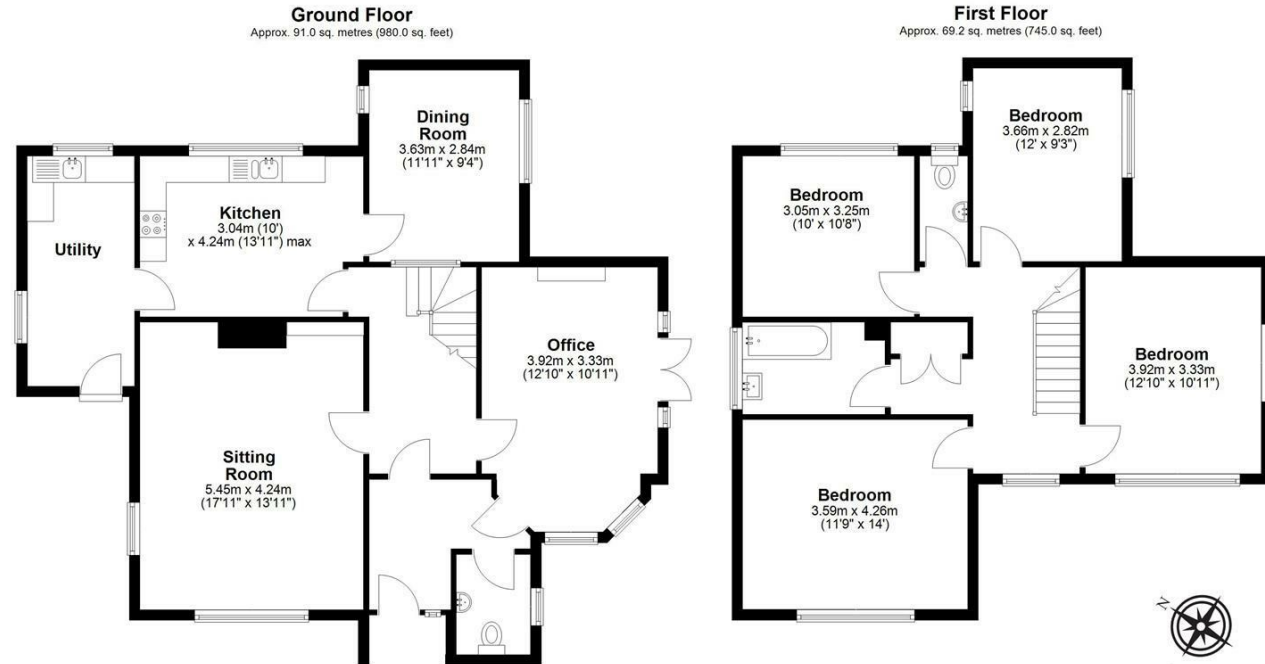 Ground Floor
Approx. 91.0 sq. metres (980.0 sq. feet)
Dining
Room
3.63m x 2.84m
(11'11" x 9'4")
Kitchen
3.04m (10')
x 4.24m (13'11") max
Utility
Office
3.92m x 3.33m
(12'10" x 10'11")
Sitting
Room
5.45m x 4.24m
(17'11" x 13'11")
First Floor
Approx. 69.2 sq. metres (745.0 sq. feet)
Bedroom
3.66m x 2.82m
(12' x 9'3")
Bedroom
3.05m x 3.25m
(10' x 10'8")
Bedroom
3.92m x 3.33m
(12'10" x 10'11")
Bedroom
3.59m x 4.26m
(11'9" x 14')
N